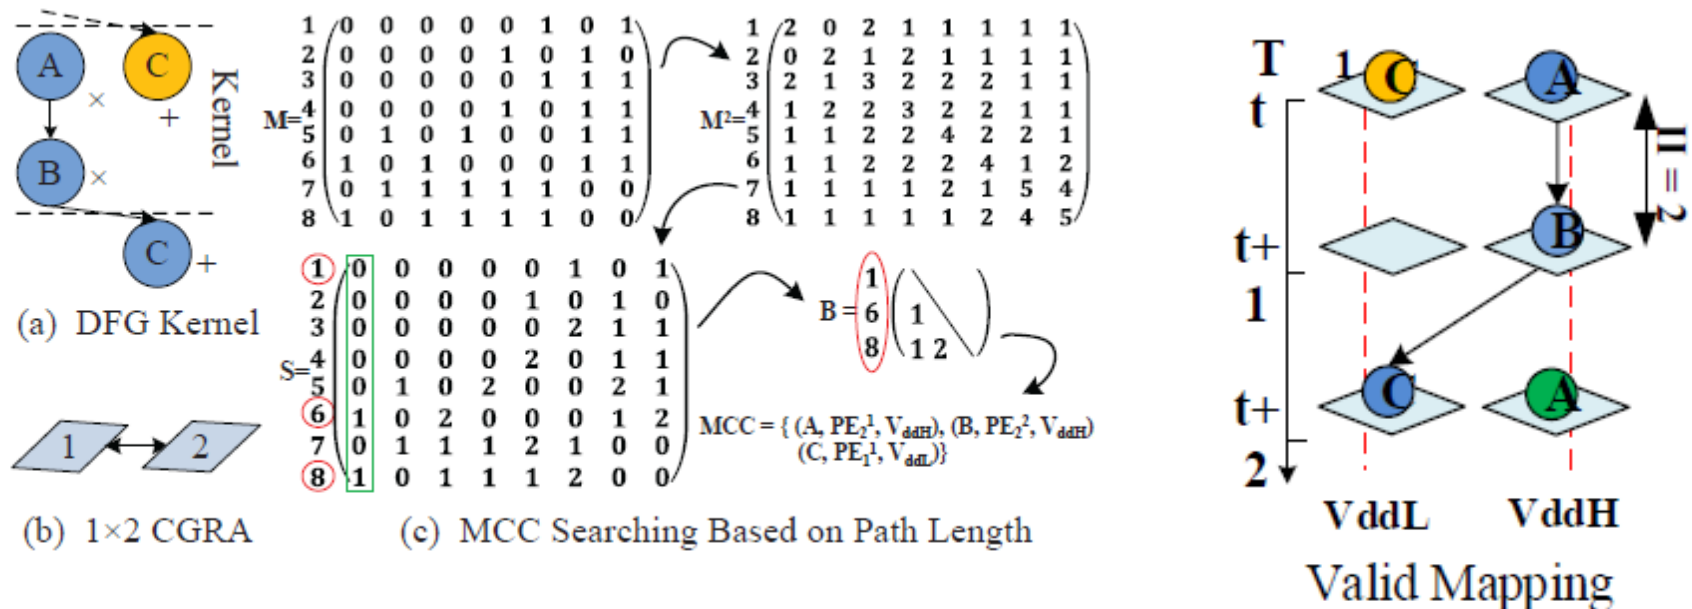 A
C
×
+
B
×
C
+
Kernel
(a) DFG Kernel
1
2
(b) 1×2 CGRA
M=
1 0 0 0 0 0 1 0 1
2 0 0 0 0 1 0 1 0
3 0 0 0 0 0 1 1 1
4 0 0 0 0 1 0 1 1
5 0 1 0 1 0 0 1 1
6 1 0 1 0 0 0 1 1
7 0 1 1 1 1 1 0 0
8 1 0 1 1 1 1 0 0
M²=
1 2 0 2 1 1 1 1 1
2 0 2 1 2 1 1 1 1
3 2 1 3 2 2 2 1 1
4 1 2 2 3 2 2 1 1
5 1 1 2 2 4 2 2 1
6 1 1 2 2 2 4 1 2
7 1 1 1 1 2 1 5 4
8 1 1 1 1 1 2 4 5
S=
1 0 0 0 0 0 1 0 1
2 0 0 0 0 1 0 1 0
3 0 0 0 0 0 2 1 1
4 0 0 0 0 2 0 1 1
5 0 1 0 2 0 0 2 1
6 1 0 2 0 0 0 1 2
7 0 1 1 1 2 1 0 0
8 1 0 1 1 1 2 0 0
B =
1
6 1
8 1 2
MCC = { (A, PE₂¹, VddH), (B, PE₂², VddH)
(C, PE₁¹, VddL)}
(c) MCC Searching Based on Path Length
T
1
C
A
t
II = 2
B
t+
1
C
A
t+
2
VddL
VddH
Valid Mapping